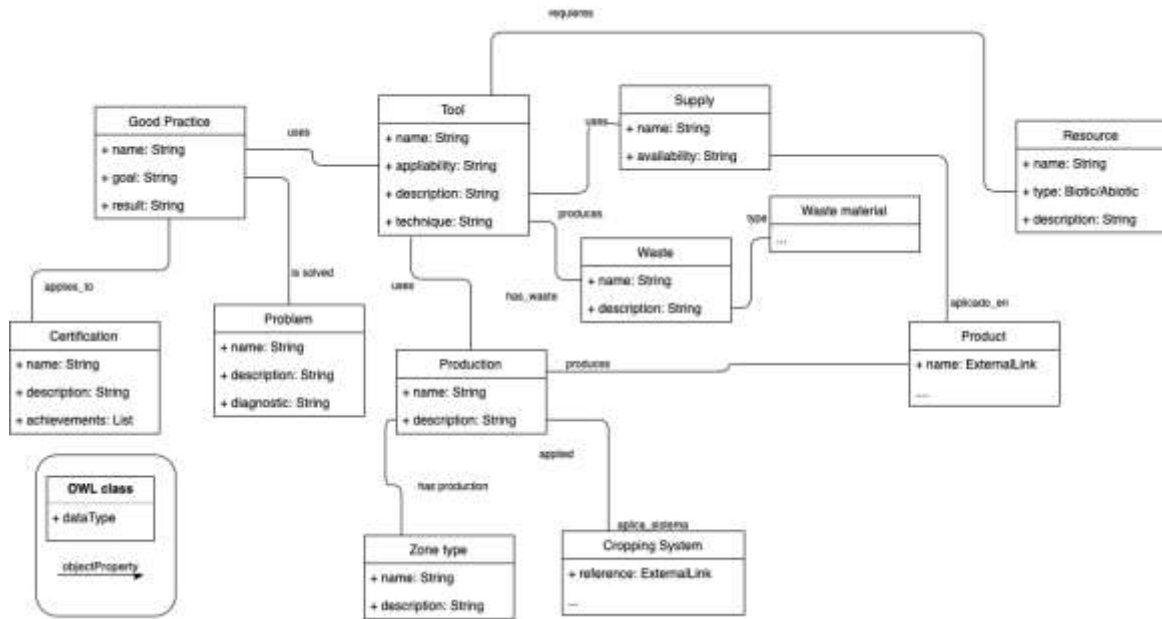 requieres
Tool
+ name: String
+ appliability: String
+ description: String
+ technique: String
Supply
+ name: String
+ availability: String
Good Practice
+ name: String
+ goal: String
+ result: String
uses
uses
Resource
+ name: String
+ type: Biotic/Abiotic
+ description: String
produces
type
Waste material
...
Waste
+ name: String
+ description: String
has_waste
uses
is solved
applies_to
aplicado_en
Certification
+ name: String
+ description: String
+ achievements: List
Problem
+ name: String
+ description: String
+ diagnostic: String
Production
+ name: String
+ description: String
produces
Product
+ name: ExternalLink
....
applied
has production
aplica_sistema
OWL class
+ dataType
objectProperty
Zone type
+ name: String
+ description: String
Cropping System
+ reference: ExternalLink
...